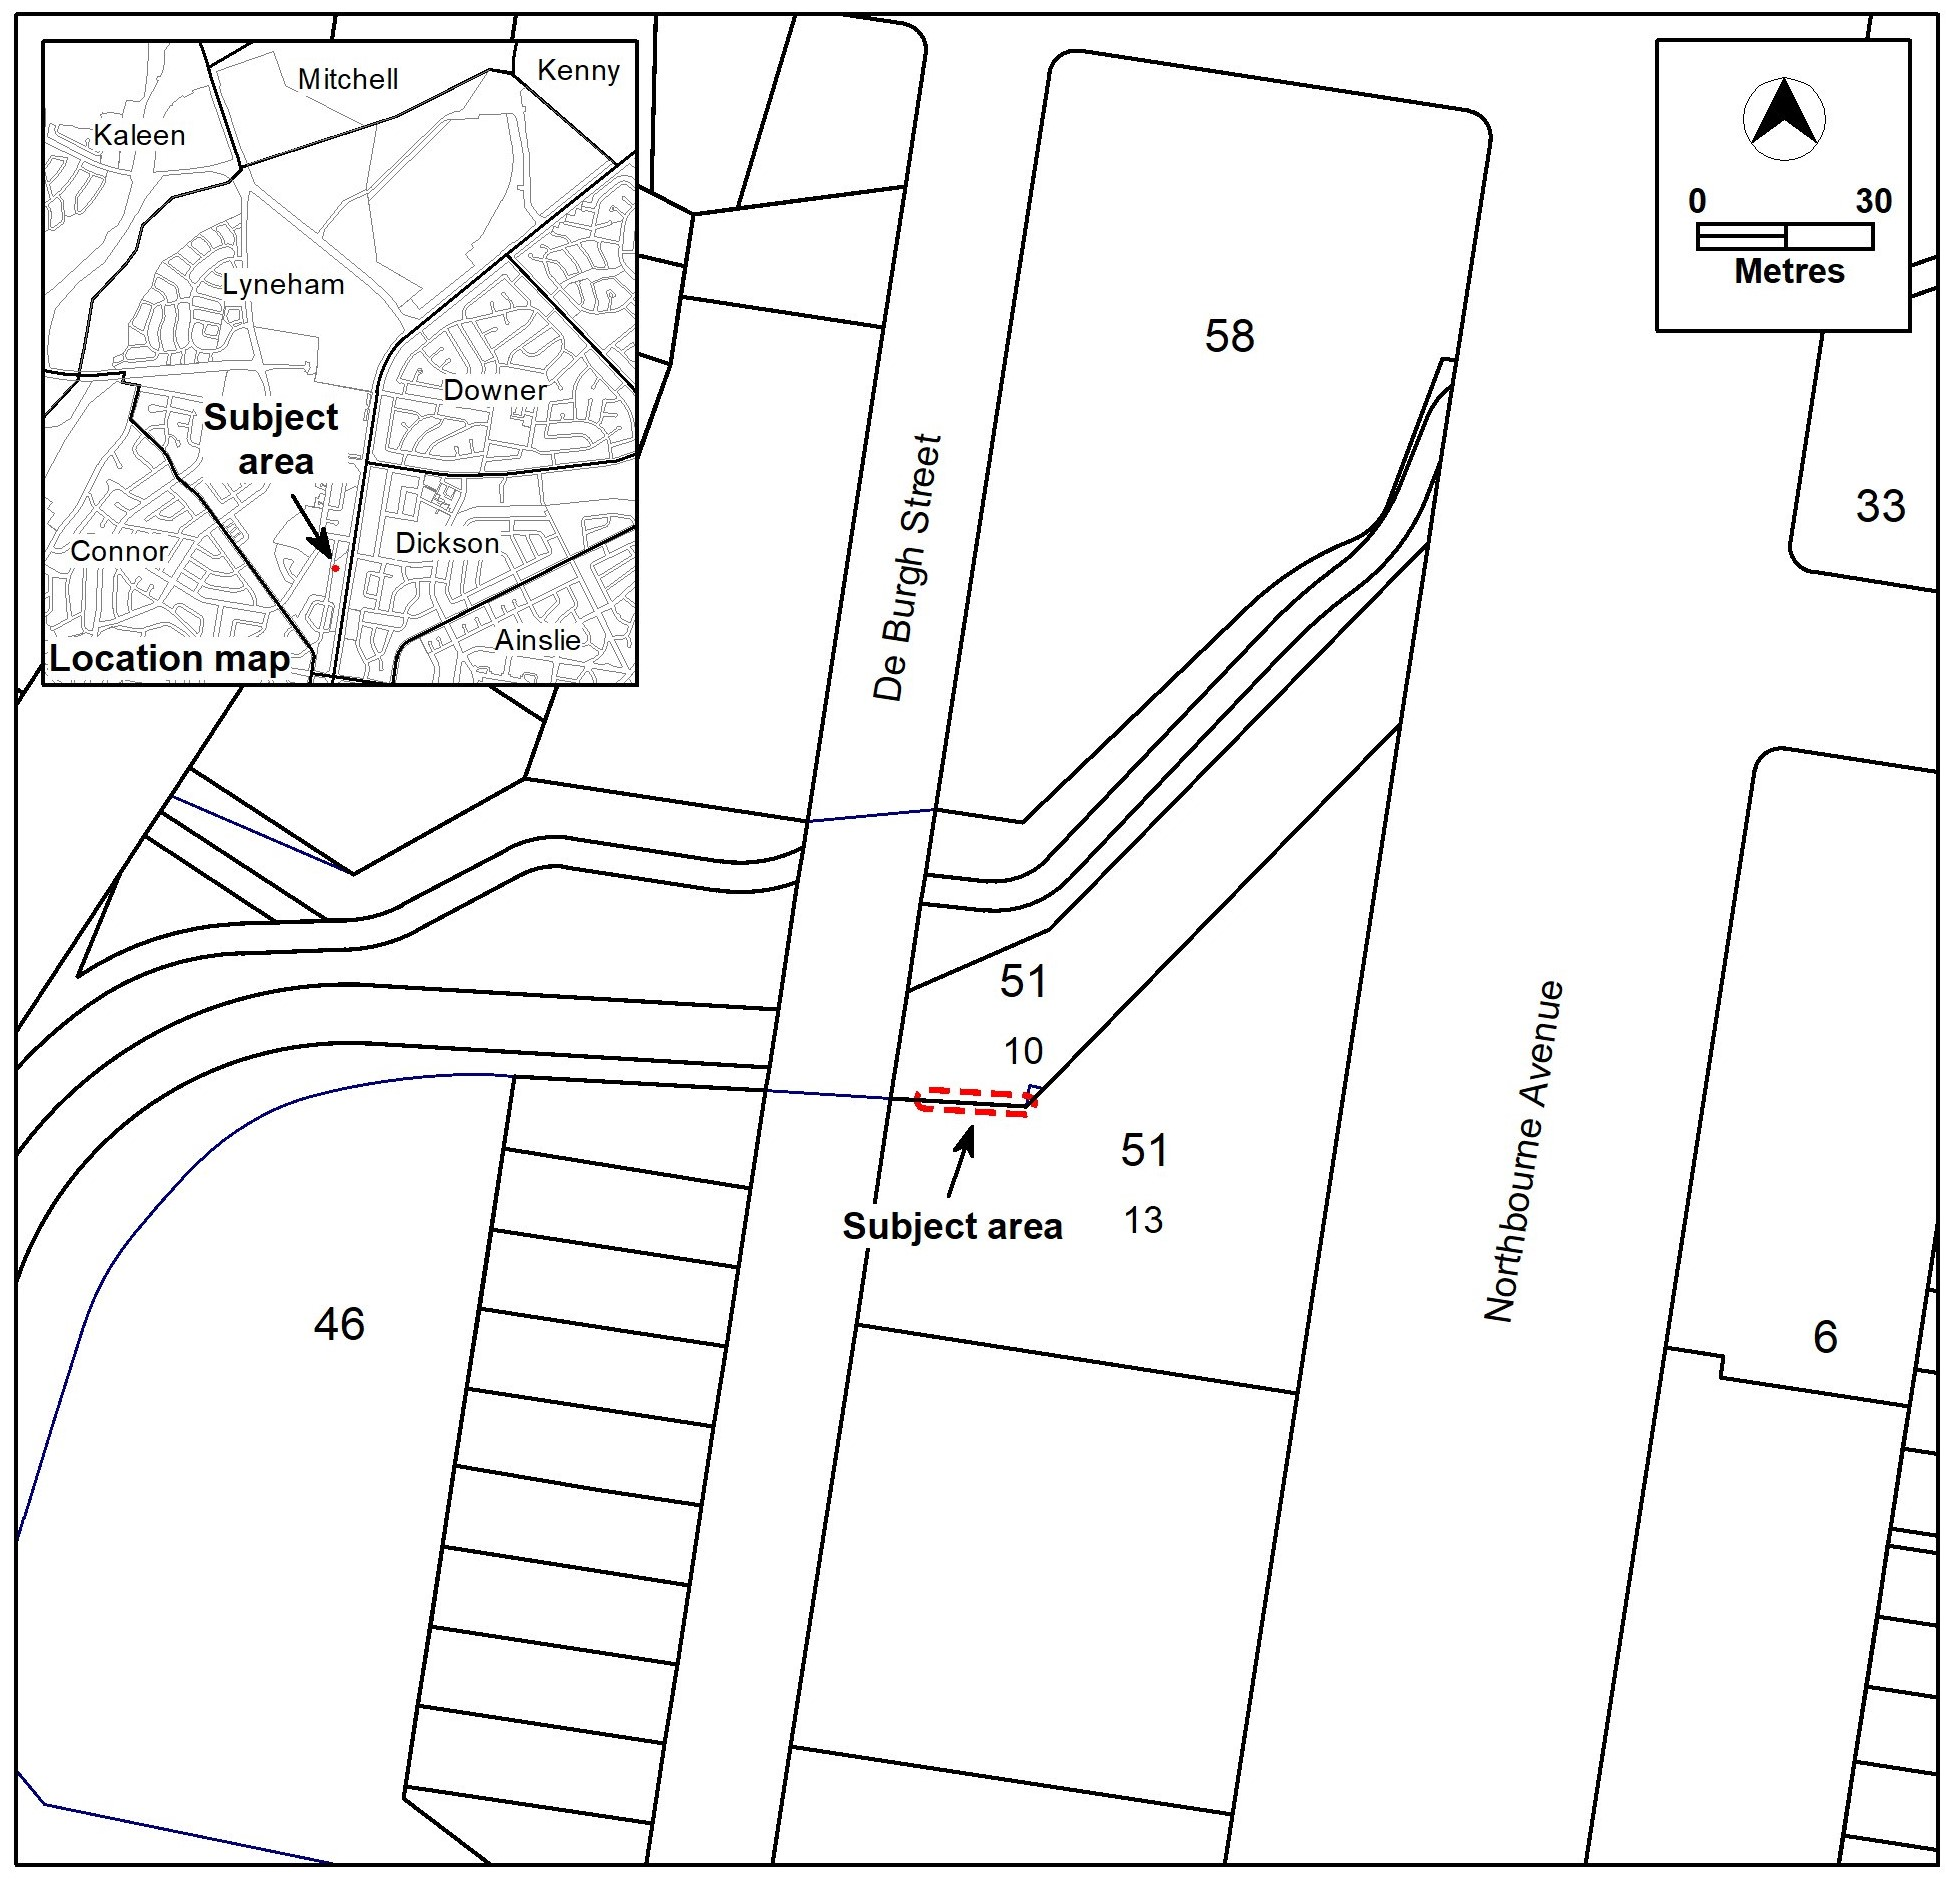 Mitchell
Kenny
Kaleen
Lyneham
Downer
Subject
area
Connor
Dickson
Ainslie
Location map
0 30
Metres
58
33
De Burgh Street
51
10
51
13
Subject area
Northbourne Avenue
46
6